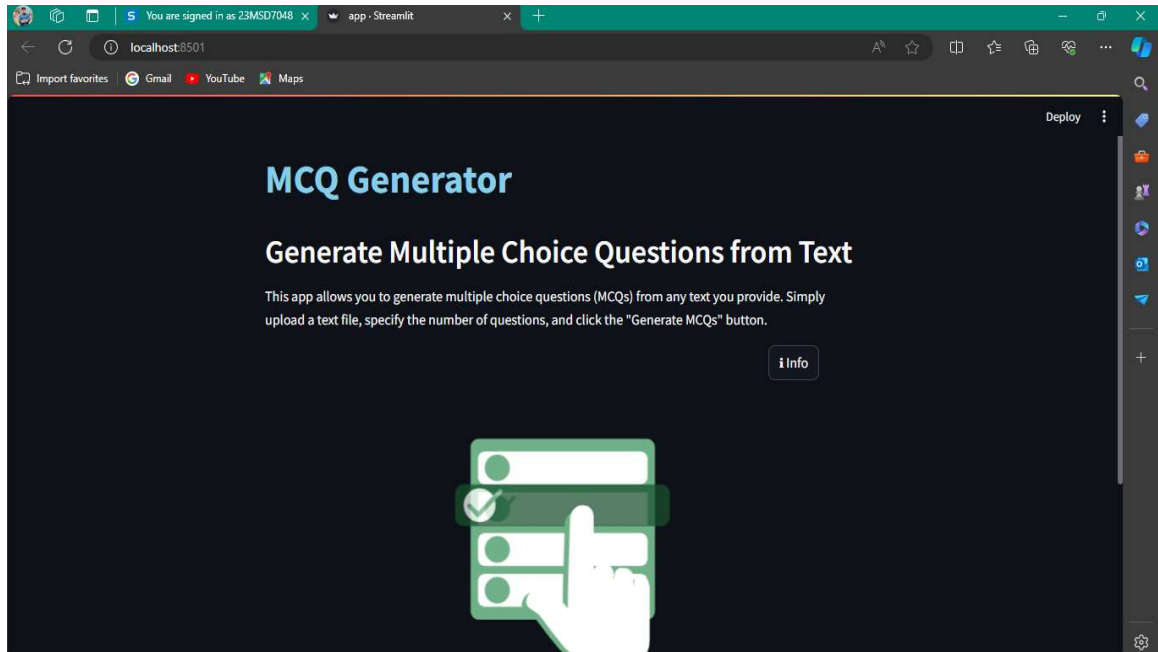 You are signed in as 23MSD7048
app · Streamlit
localhost:8501
Import favorites
Gmail
YouTube
Maps
Deploy
MCQ Generator
Generate Multiple Choice Questions from Text
This app allows you to generate multiple choice questions (MCQs) from any text you provide. Simply
upload a text file, specify the number of questions, and click the "Generate MCQs" button.
ℹ Info